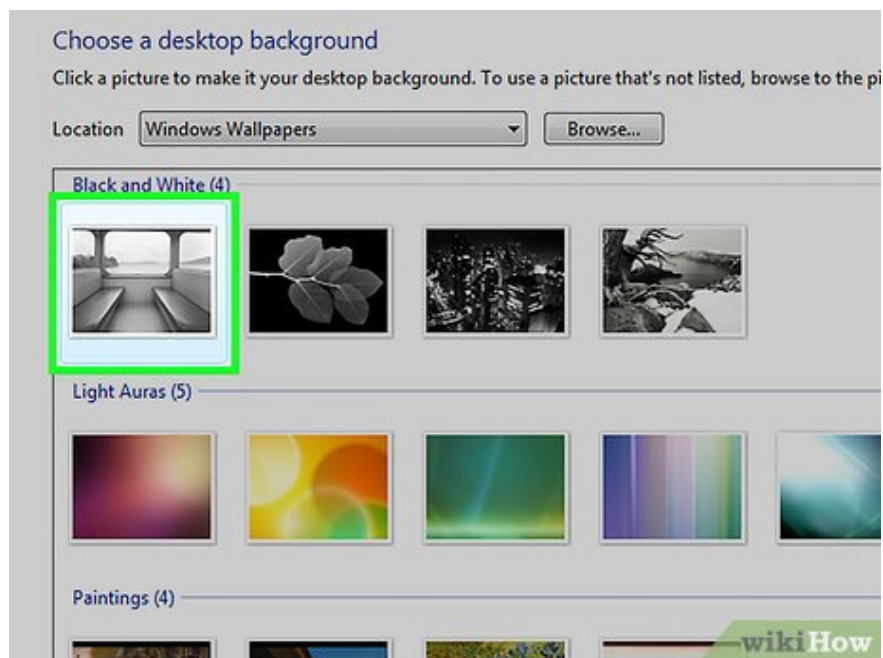 Choose a desktop background
Click a picture to make it your desktop background. To use a picture that's not listed, browse to the pi
Location Windows Wallpapers Browse...
Black and White (4)
Light Auras (5)
Paintings (4)
wikiHow